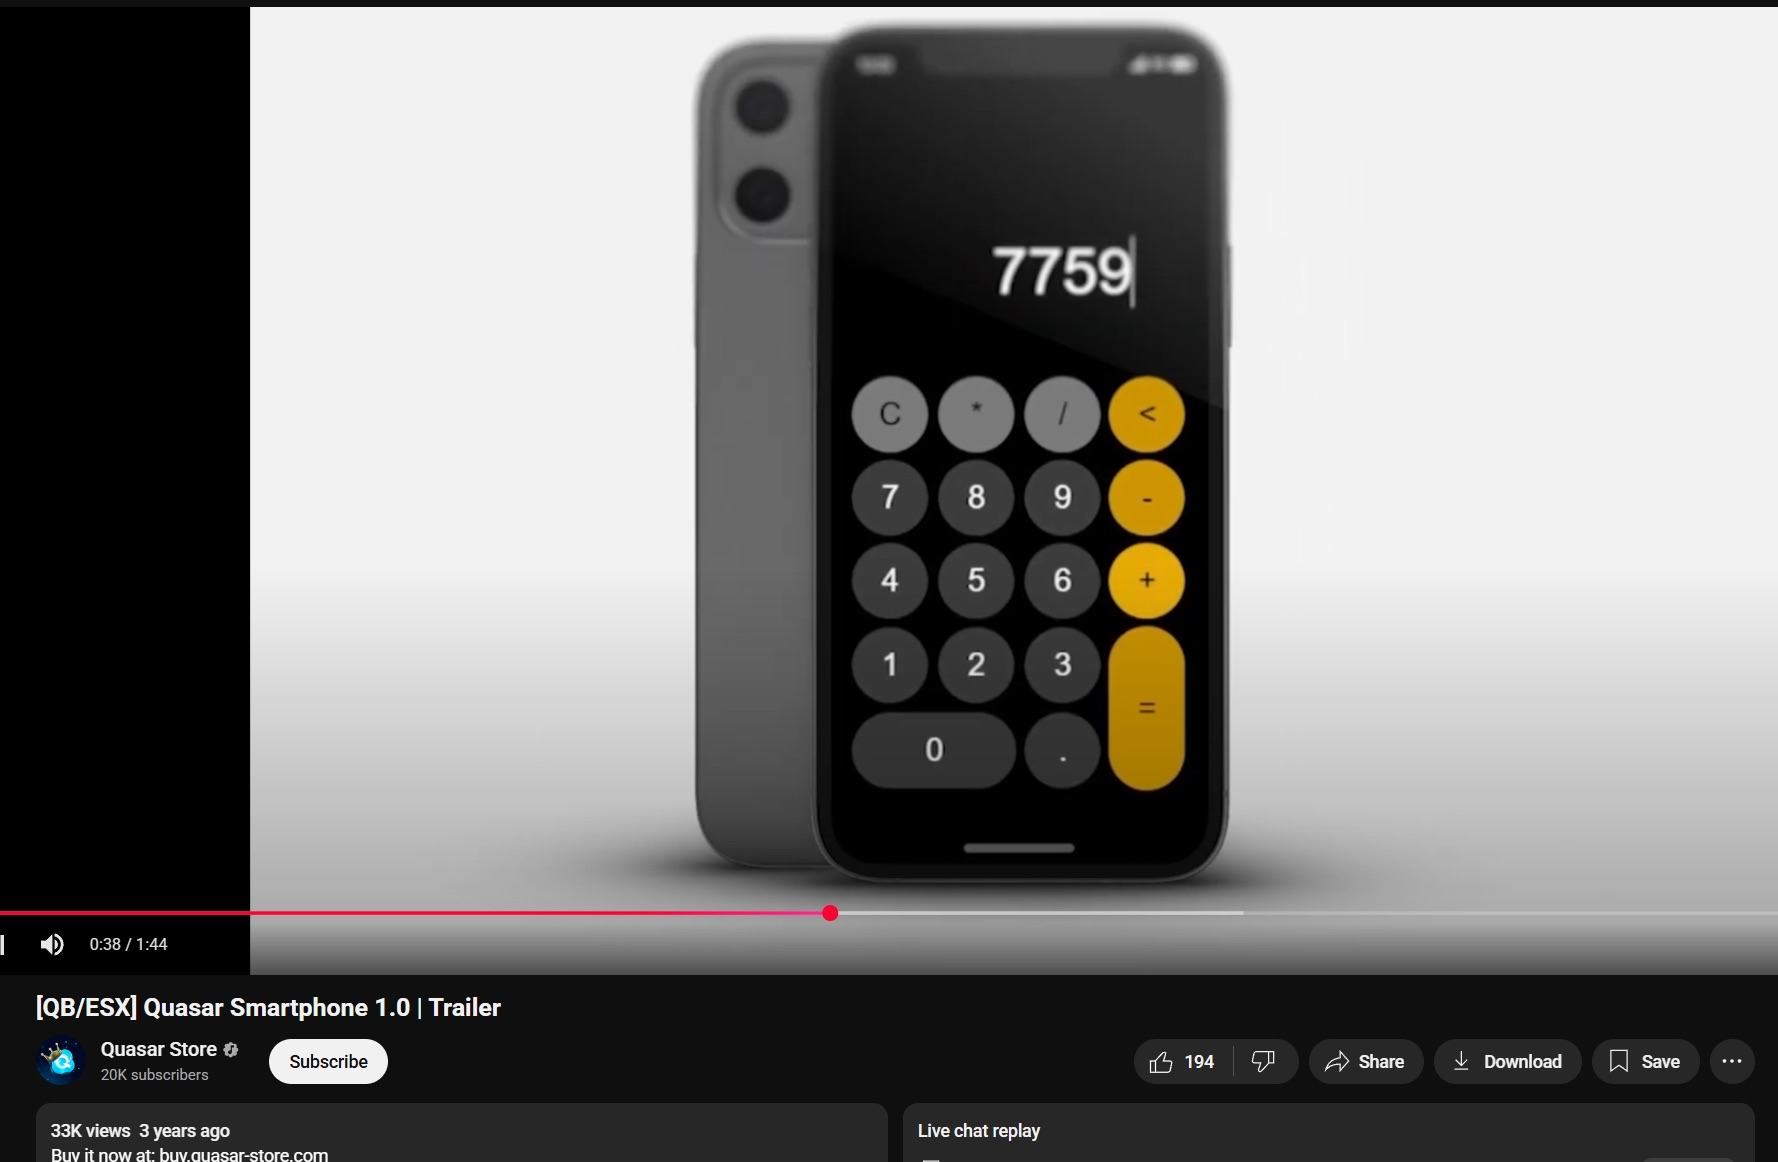 7759
C * / <
7 8 9 -
4 5 6 +
1 2 3
=
0 .
0:38 / 1:44
[QB/ESX] Quasar Smartphone 1.0 | Trailer
Quasar Store
20K subscribers
Subscribe
194
Share
Download
Save
33K views 3 years ago
Buy it now at: buy.quasar-store.com
Live chat replay